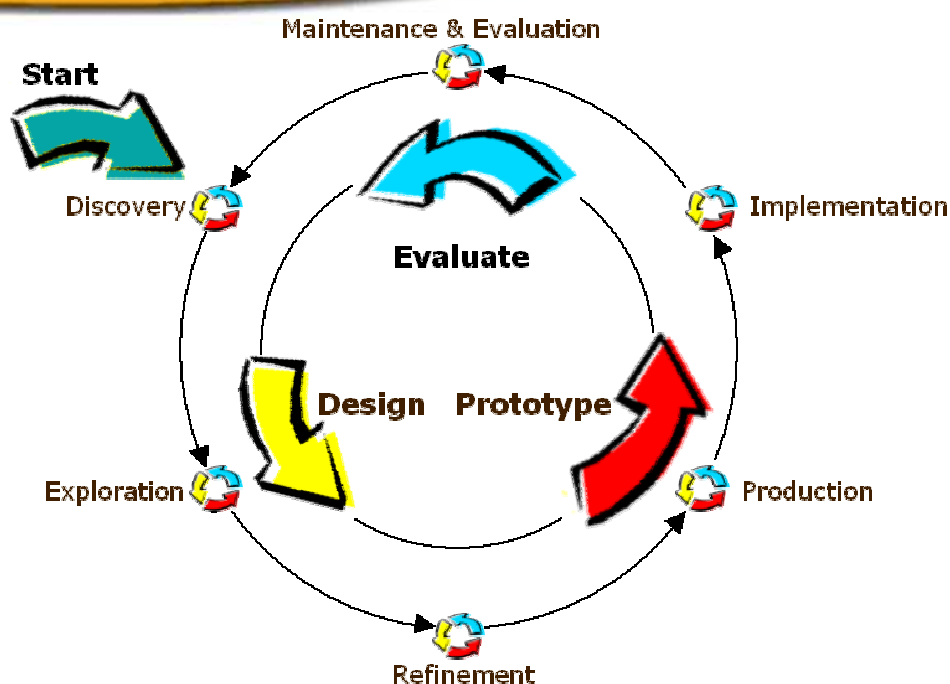 Maintenance & Evaluation
Start
Discovery
Implementation
Evaluate
Design Prototype
Exploration
Production
Refinement